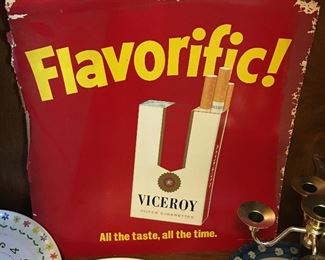 Flavorific!
VICEROY
FILTER CIGARETTES
All the taste, all the time.